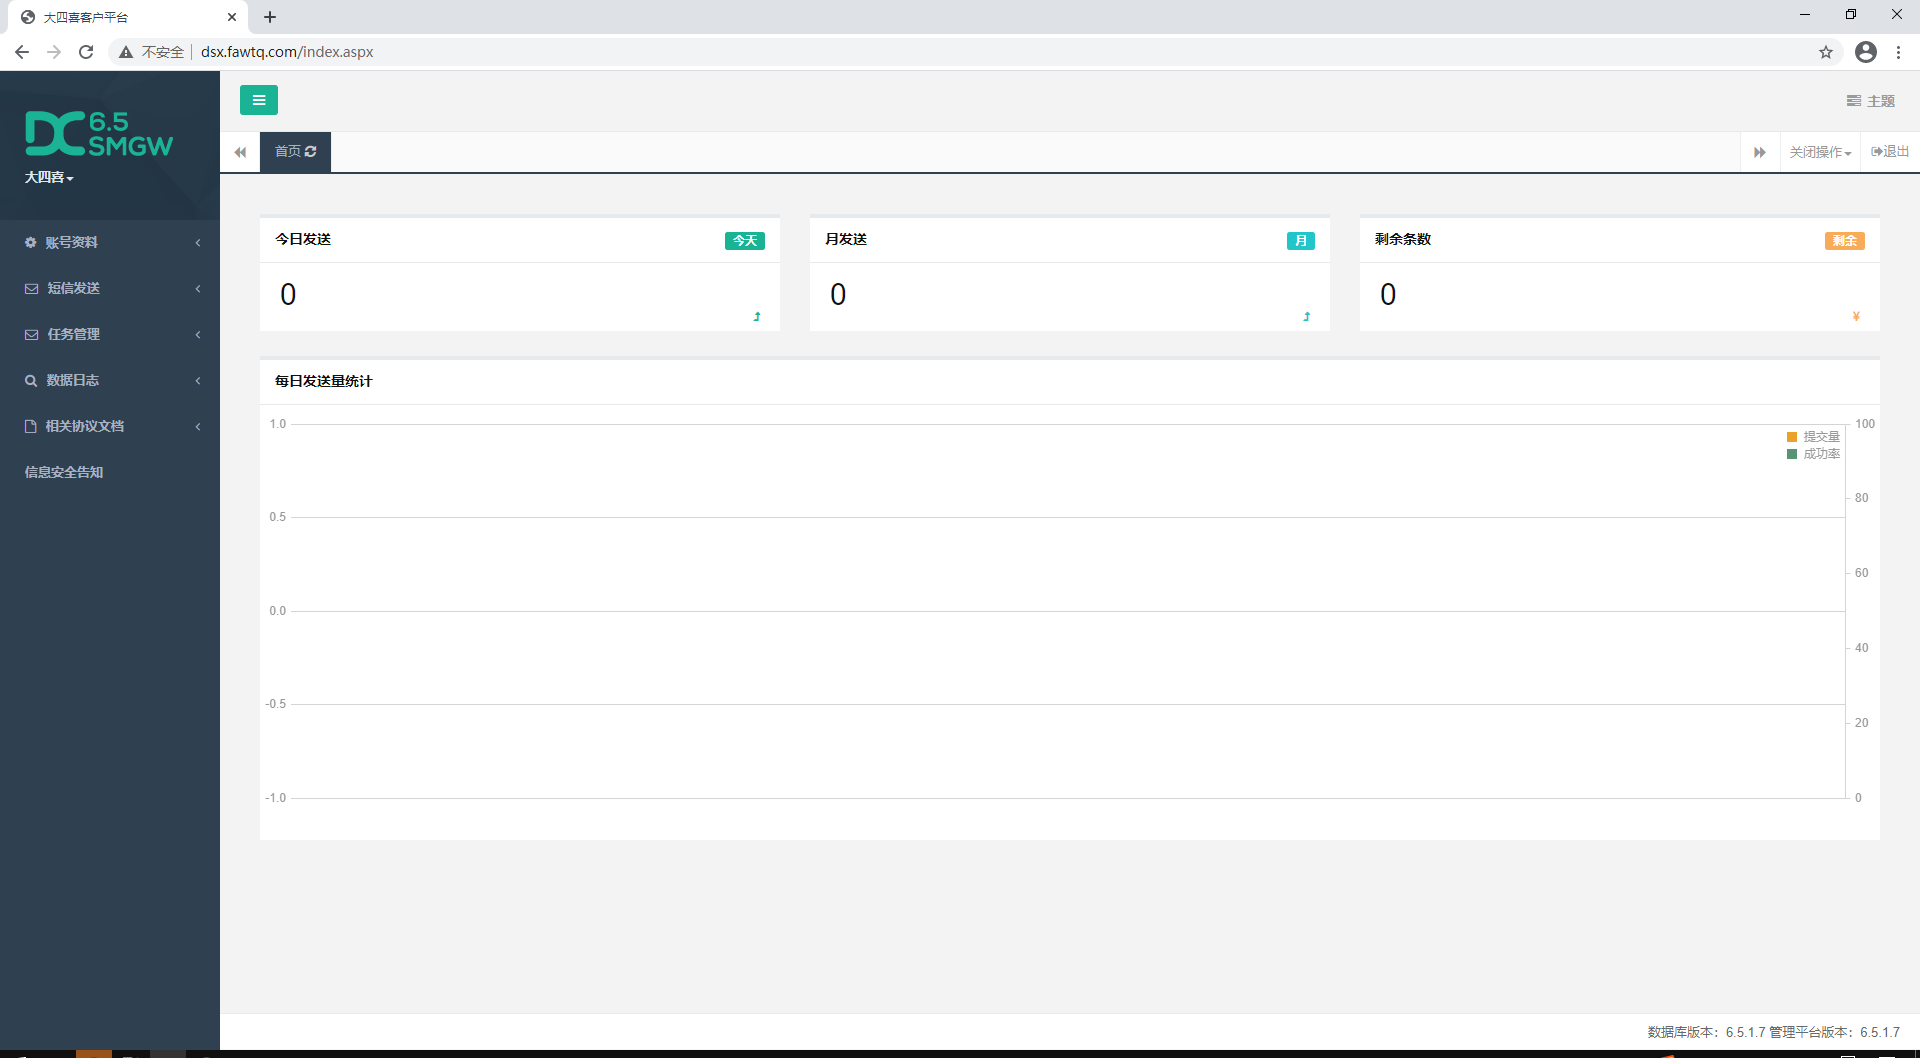 大四喜客户平台
不安全 dsx.fawtq.com/index.aspx
DC 6.5 SMGW
大四喜
主题
首页
关闭操作
退出
账号资料
短信发送
任务管理
数据日志
相关协议文档
信息安全告知
今日发送 今天
0
月发送 月
0
剩余条数 剩余
0
¥
每日发送量统计
提交量
成功率
1.0
0.5
0.0
-0.5
-1.0
100
80
60
40
20
0
数据库版本：6.5.1.7 管理平台版本：6.5.1.7